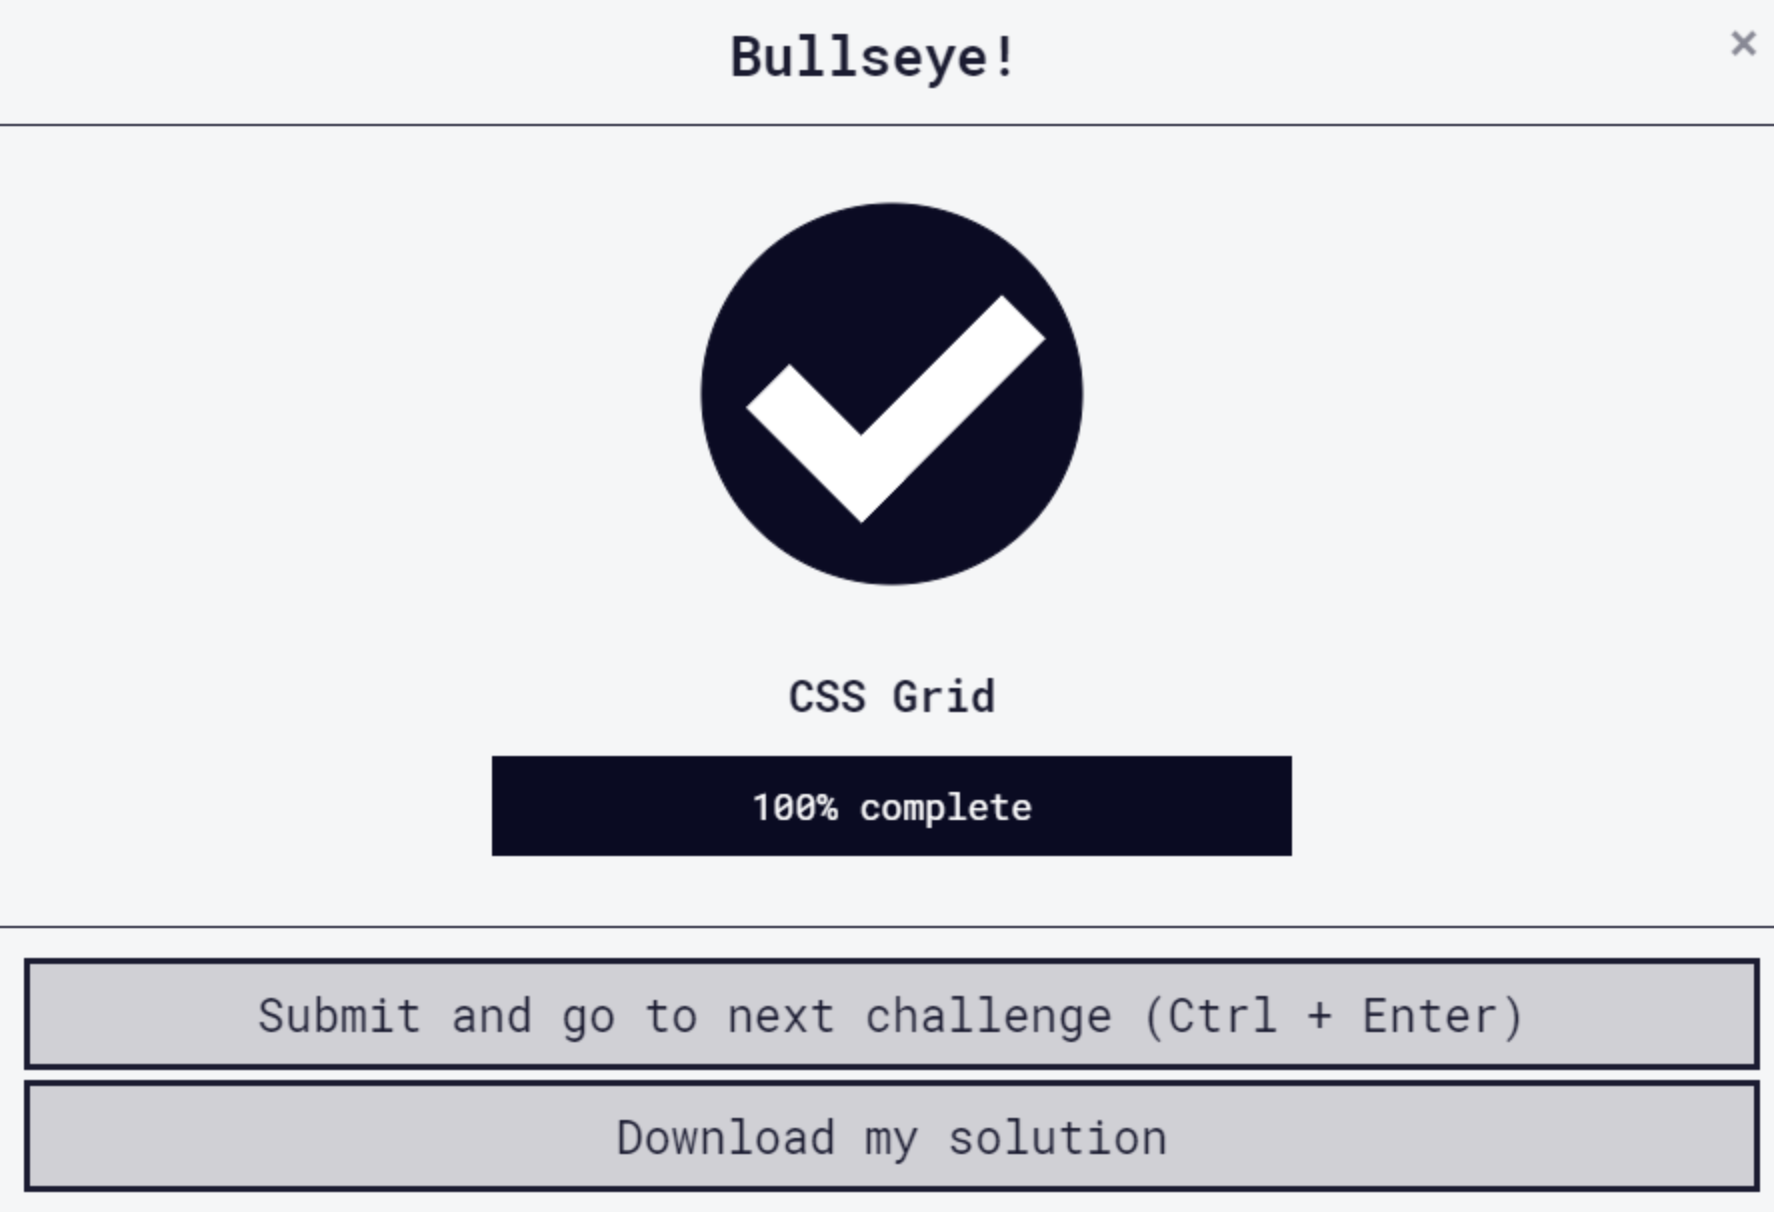 Bullseye!
×
CSS Grid
100% complete
Submit and go to next challenge (Ctrl + Enter)
Download my solution